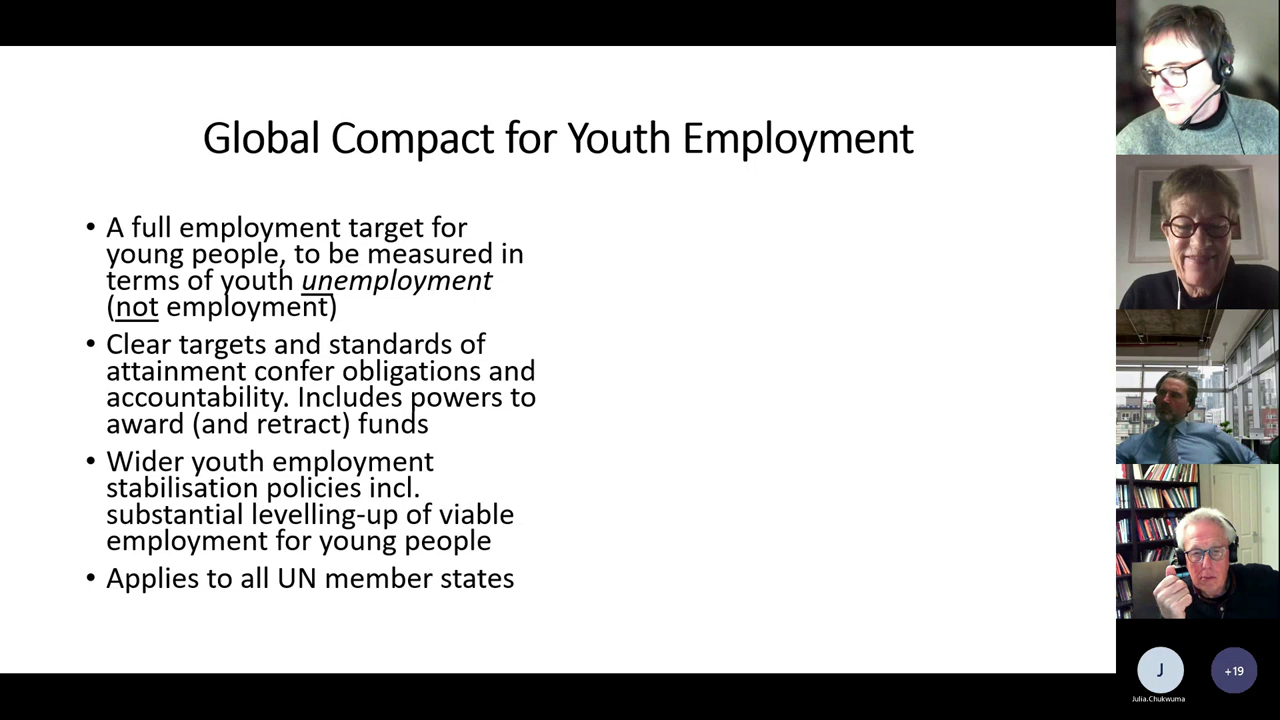 Global Compact for Youth Employment
• A full employment target for
young people, to be measured in
terms of youth unemployment
(not employment)
• Clear targets and standards of
attainment confer obligations and
accountability. Includes powers to
award (and retract) funds
• Wider youth employment
stabilisation policies incl.
substantial levelling-up of viable
employment for young people
• Applies to all UN member states
J
+19
Julia.Chukwuma